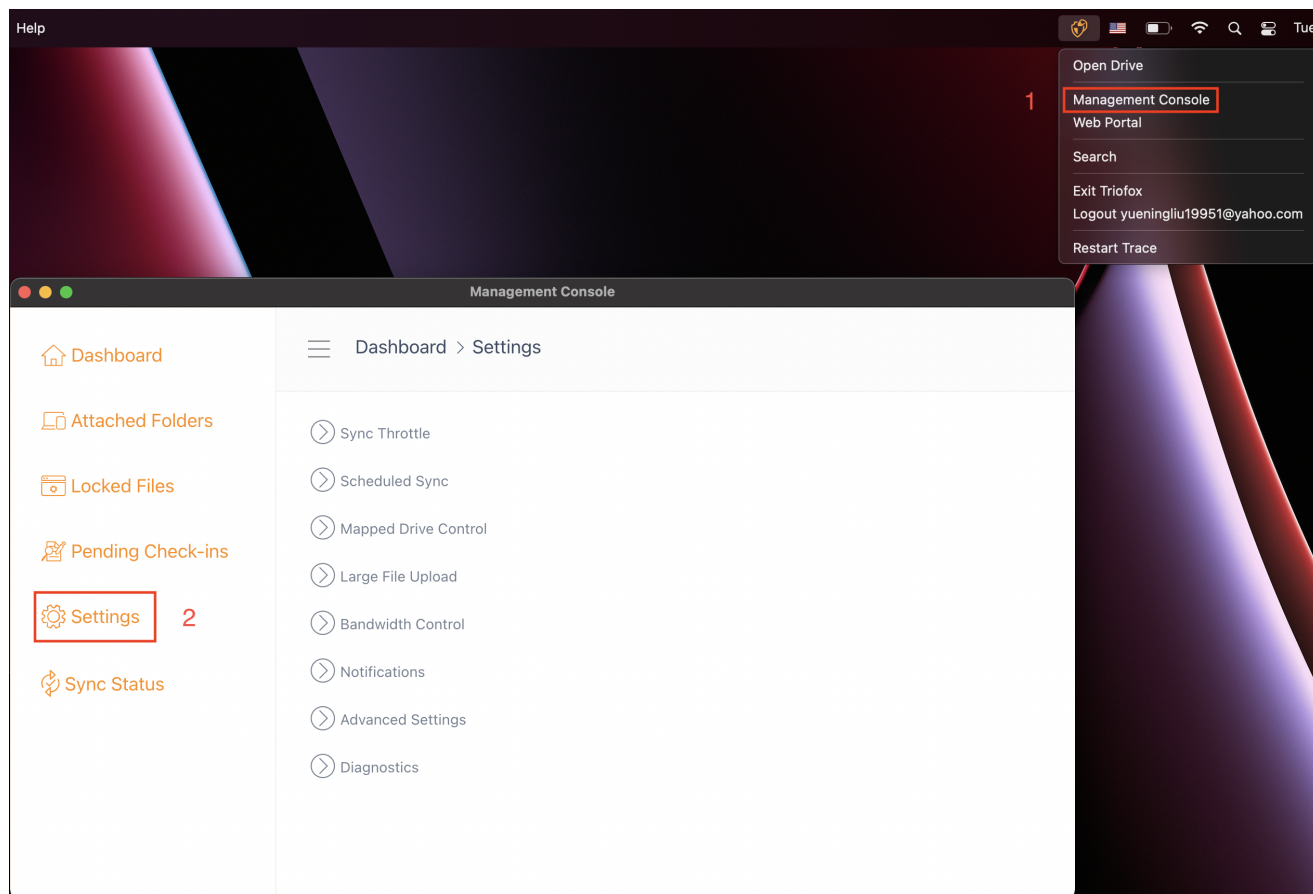 Help
Tue
Open Drive
1
Management Console
Web Portal
Search
Exit Triofox
Logout yueningliu19951@yahoo.com
Restart Trace
Management Console
Dashboard
Attached Folders
Locked Files
Pending Check-ins
Settings
2
Sync Status
Dashboard > Settings
Sync Throttle
Scheduled Sync
Mapped Drive Control
Large File Upload
Bandwidth Control
Notifications
Advanced Settings
Diagnostics